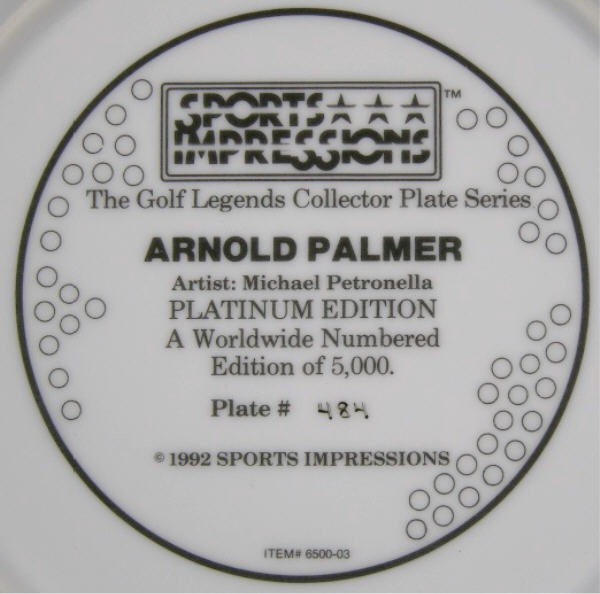 SPORTS ★★★ ™
IMPRESSIONS
The Golf Legends Collector Plate Series
ARNOLD PALMER
Artist: Michael Petronella
PLATINUM EDITION
A Worldwide Numbered
Edition of 5,000.
Plate # 484
© 1992 SPORTS IMPRESSIONS
ITEM# 6500-03